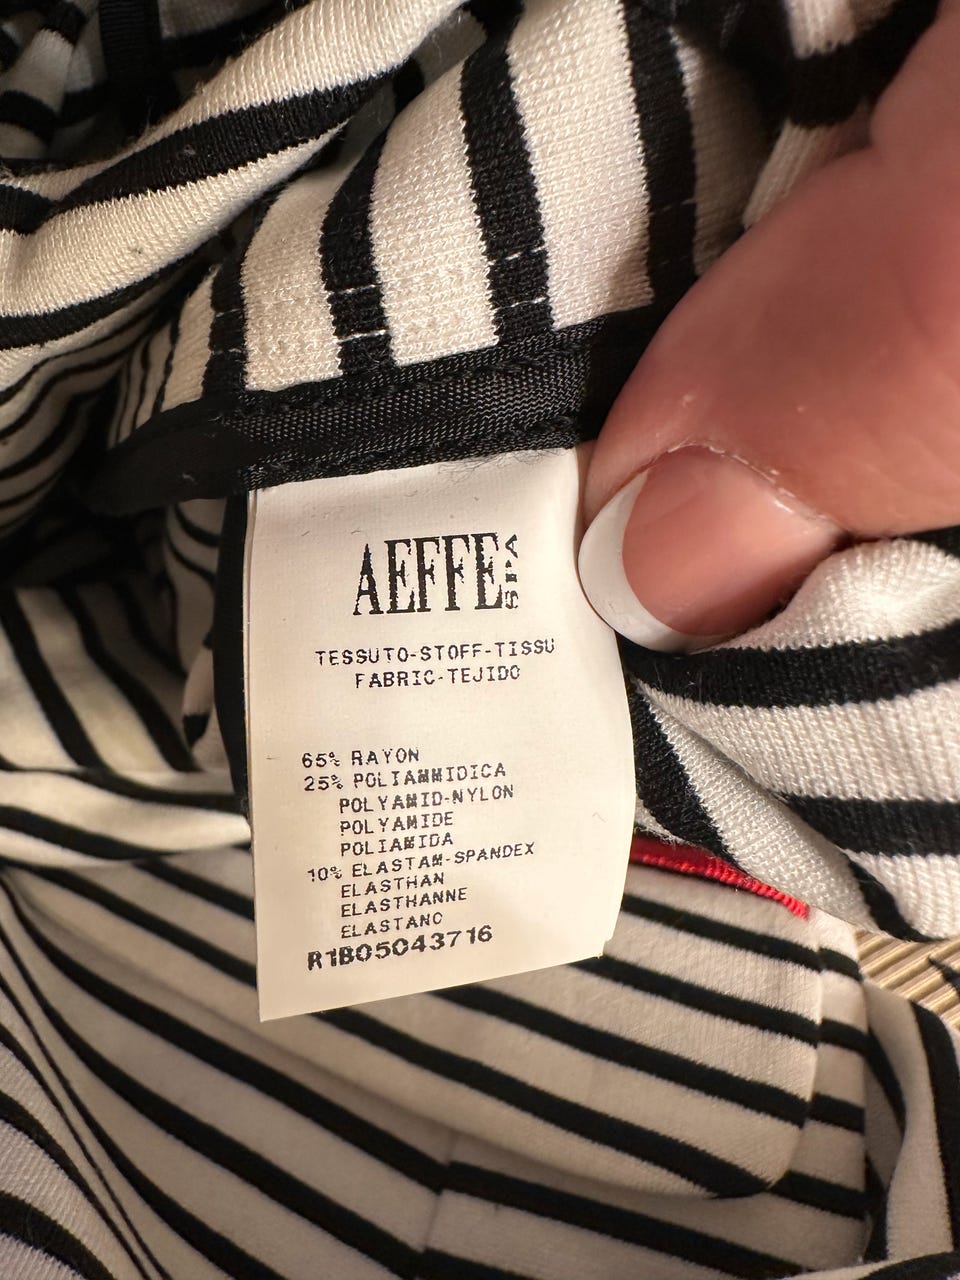 AEFFE SPA
TESSUTO-STOFF-TISSU
FABRIC-TEJIDO
65% RAYON
25% POLIAMMIDICA
POLYAMID-NYLON
POLYAMIDE
POLIAMIDA
10% ELASTAM-SPANDEX
ELASTHAN
ELASTHANNE
ELASTANO
R1B05043716